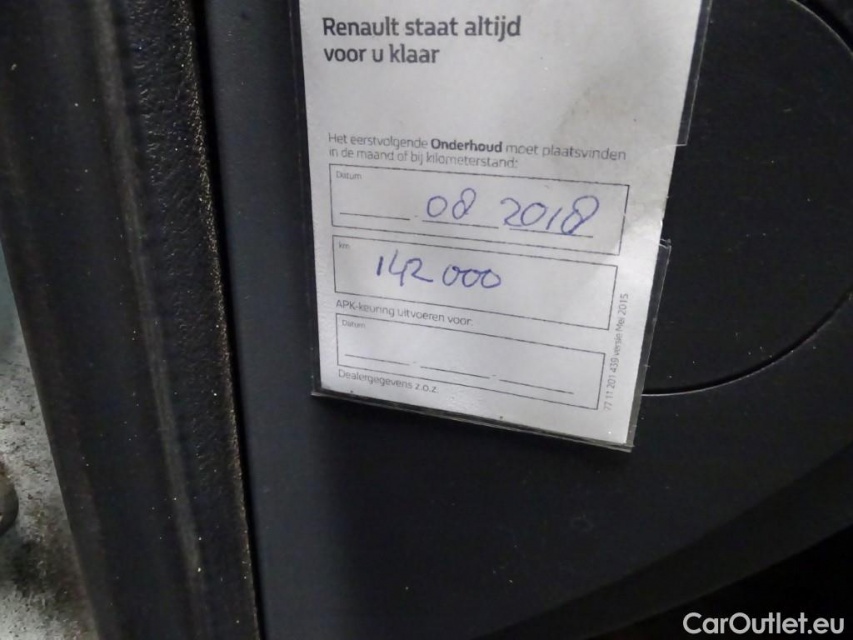 Renault staat altijd
voor u klaar
Het eerstvolgende Onderhoud moet plaatsvinden
in de maand of bij kilometerstand:
Datum
08 2018
km
142000
APK-keuring uitvoeren voor:
Datum
Dealergegevens z.o.z.
77 11 201 439 versie Mei 2015
CarOutlet.eu